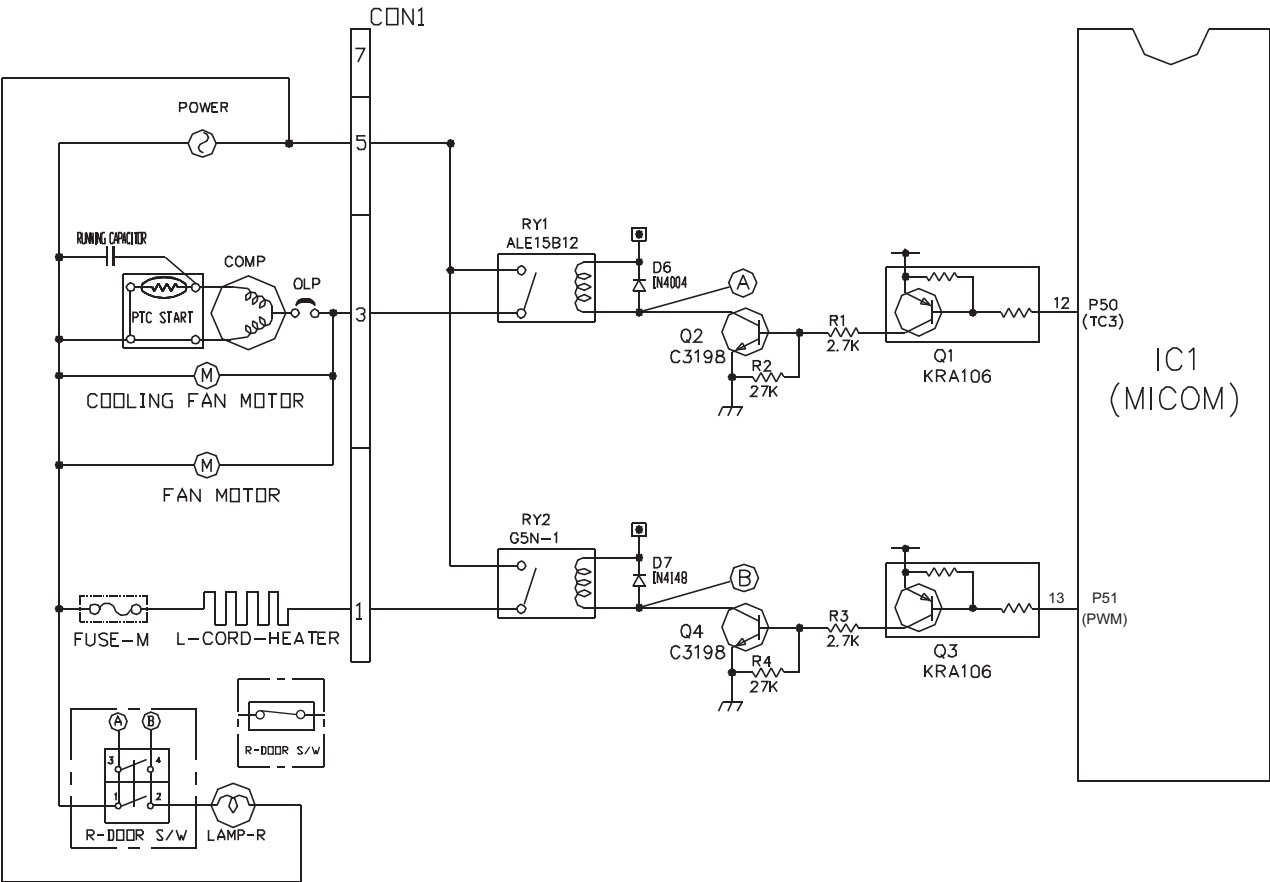 CON1
7
POWER
5
RUNNING CAPACITOR
COMP
OLP
PTC START
3
M
COOLING FAN MOTOR
M
FAN MOTOR
1
FUSE-M
L-CORD-HEATER
A
B
3
4
1
2
R-DOOR S/W
LAMP-R
R-DOOR S/W
RY1
ALE15B12
D6
IN4004
A
Q2
C3198
R1
2.7K
R2
27K
Q1
KRA106
12
P50
(TC3)
IC1
(MICOM)
RY2
G5N-1
D7
IN4148
B
Q4
C3198
R3
2.7K
R4
27K
Q3
KRA106
13
P51
(PWM)